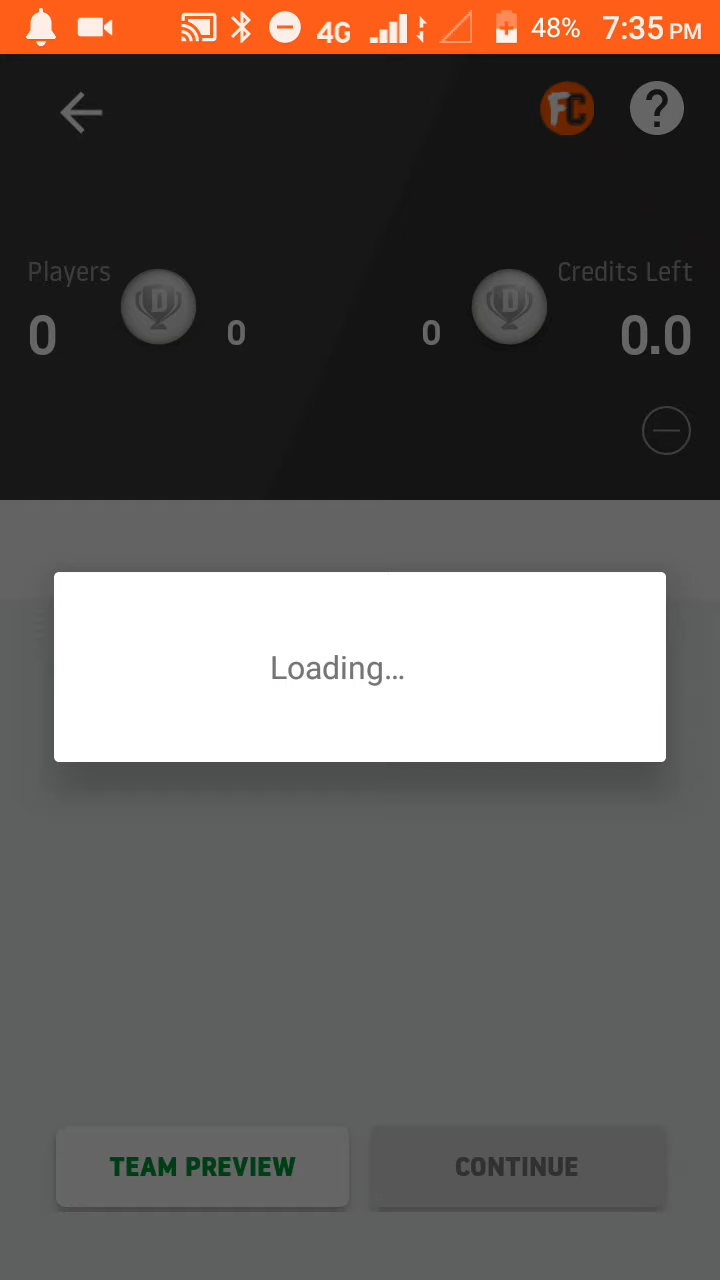 4G 48% 7:35 PM
FC ?
Players Credits Left
D D
0 0 0 0.0
Loading...
TEAM PREVIEW CONTINUE